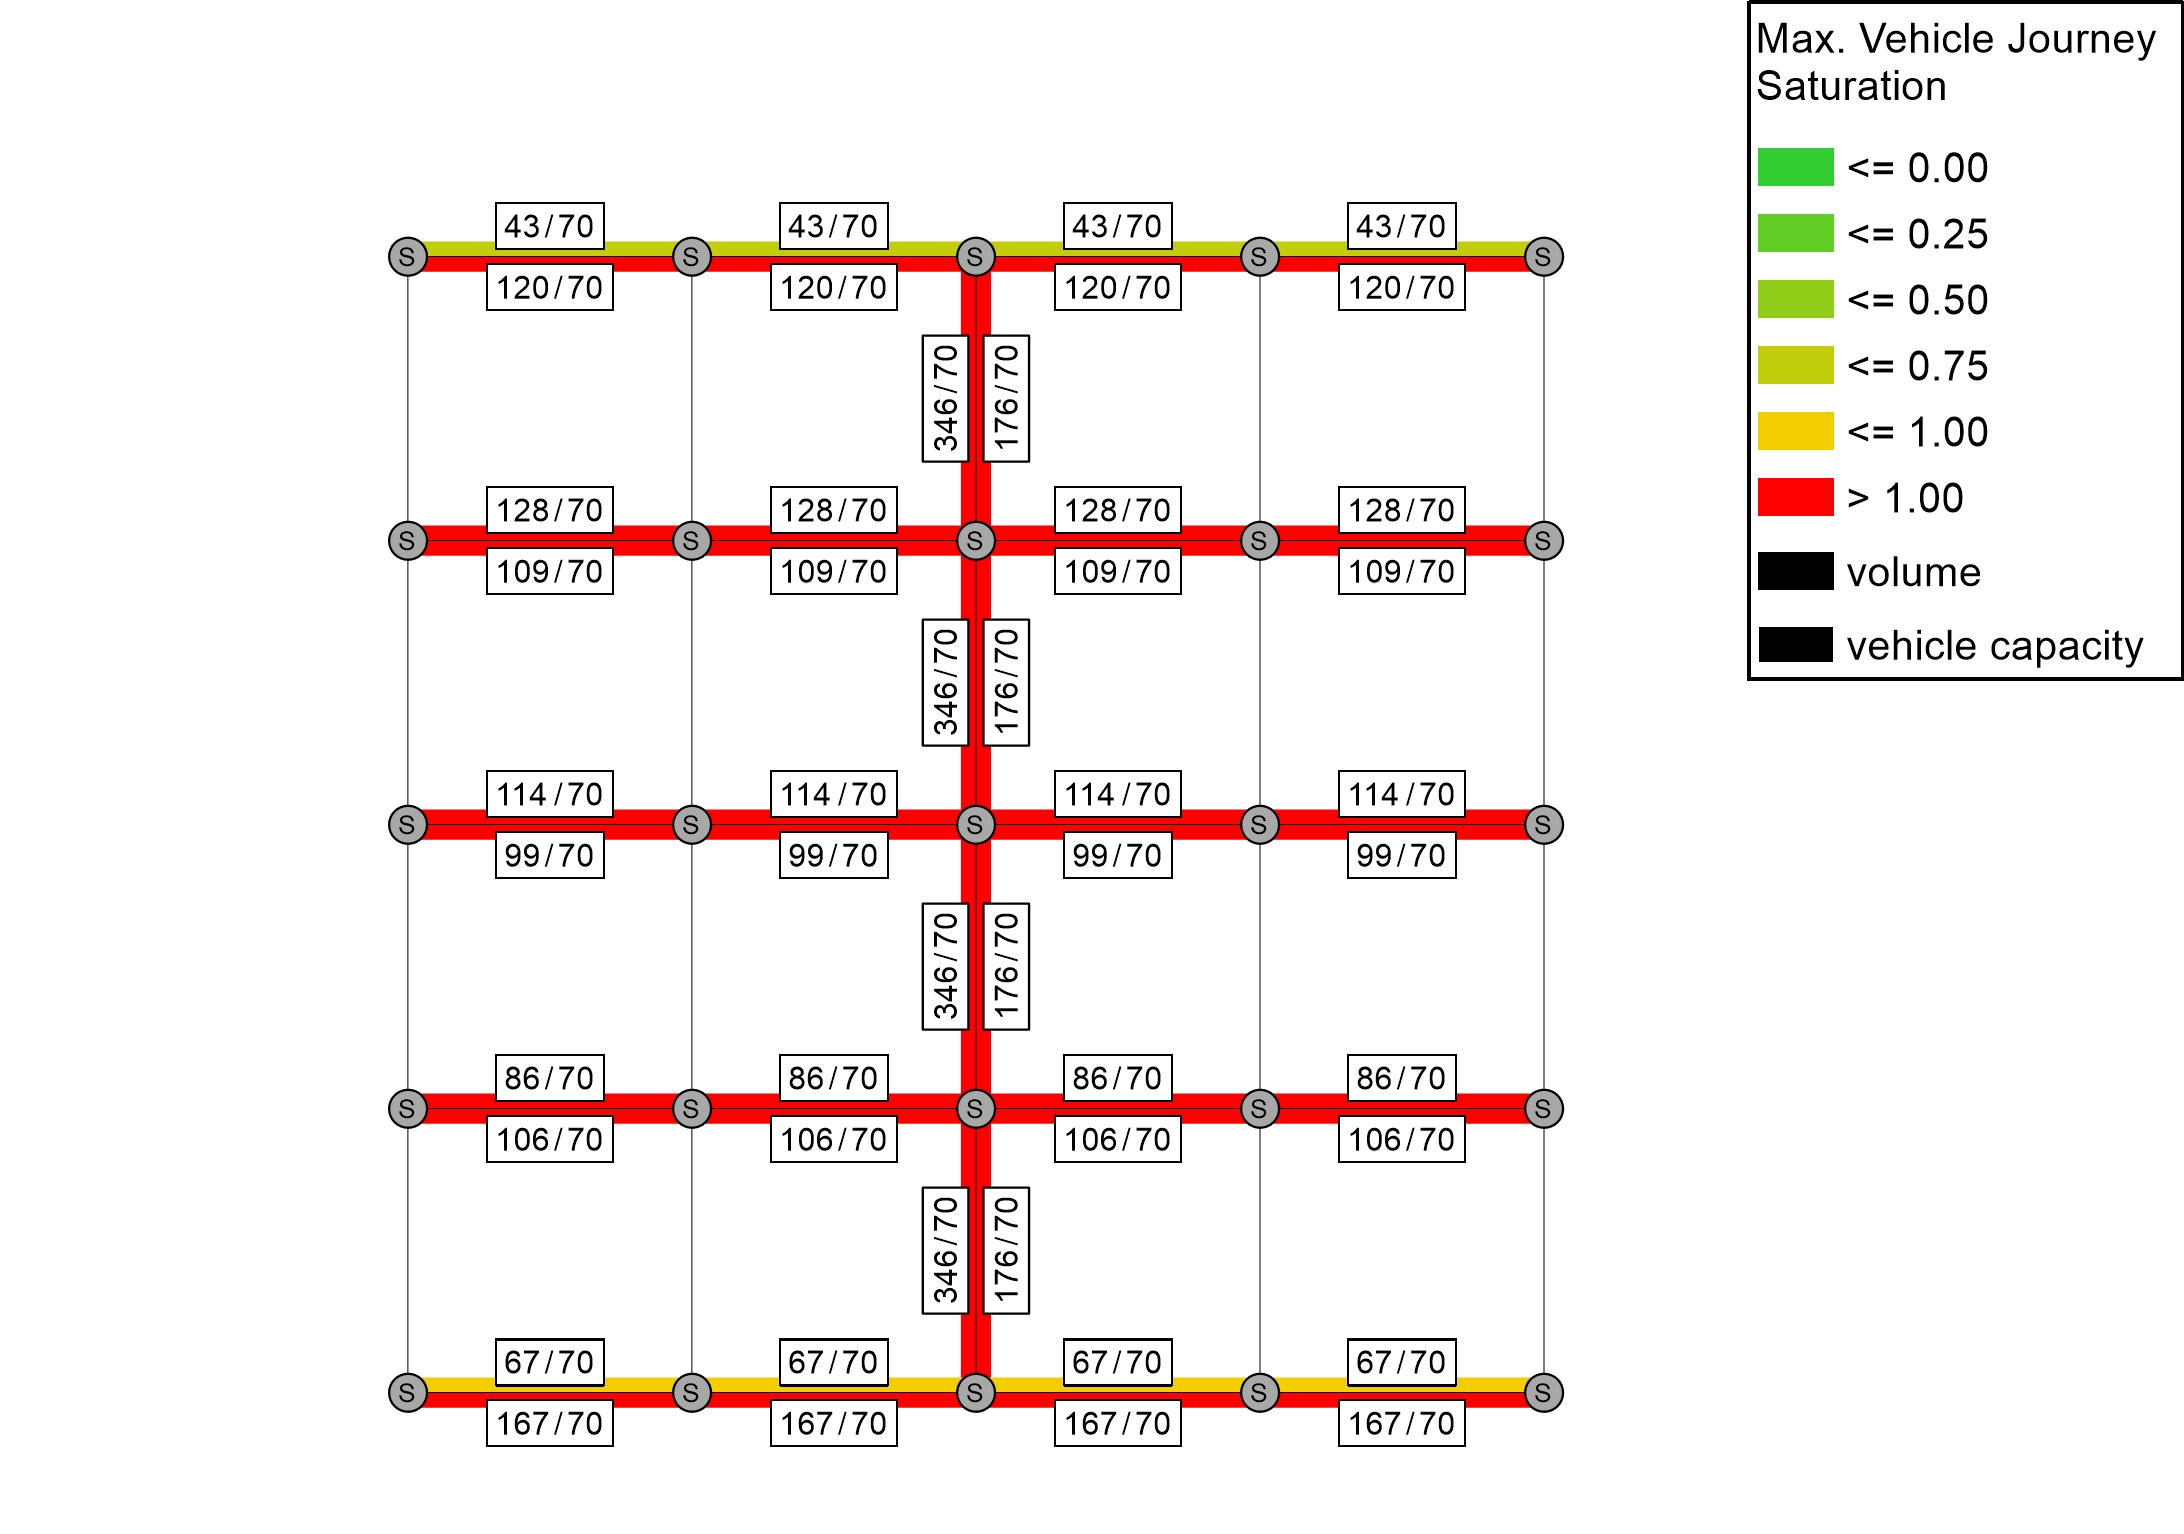 Max. Vehicle Journey
Saturation
<= 0.00
<= 0.25
<= 0.50
<= 0.75
<= 1.00
> 1.00
volume
vehicle capacity
43/70 43/70 43/70 43/70
S S S S S
120/70 120/70 120/70 120/70
346/70 176/70
128/70 128/70 128/70 128/70
S S S S S
109/70 109/70 109/70 109/70
346/70 176/70
114/70 114/70 114/70 114/70
S S S S S
99/70 99/70 99/70 99/70
346/70 176/70
86/70 86/70 86/70 86/70
S S S S S
106/70 106/70 106/70 106/70
346/70 176/70
67/70 67/70 67/70 67/70
S S S S S
167/70 167/70 167/70 167/70